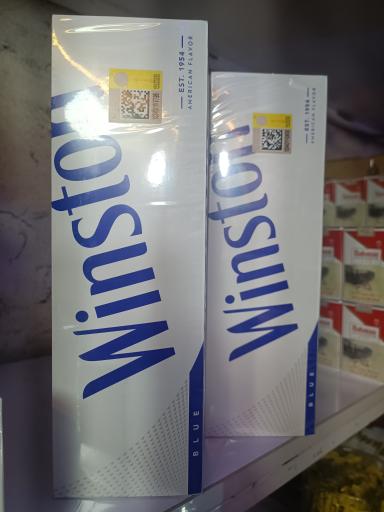 Winston
EST. 1954
AMERICAN FLAVOR
BLUE
Winston
EST. 1954
AMERICAN FLAVOR
BLUE